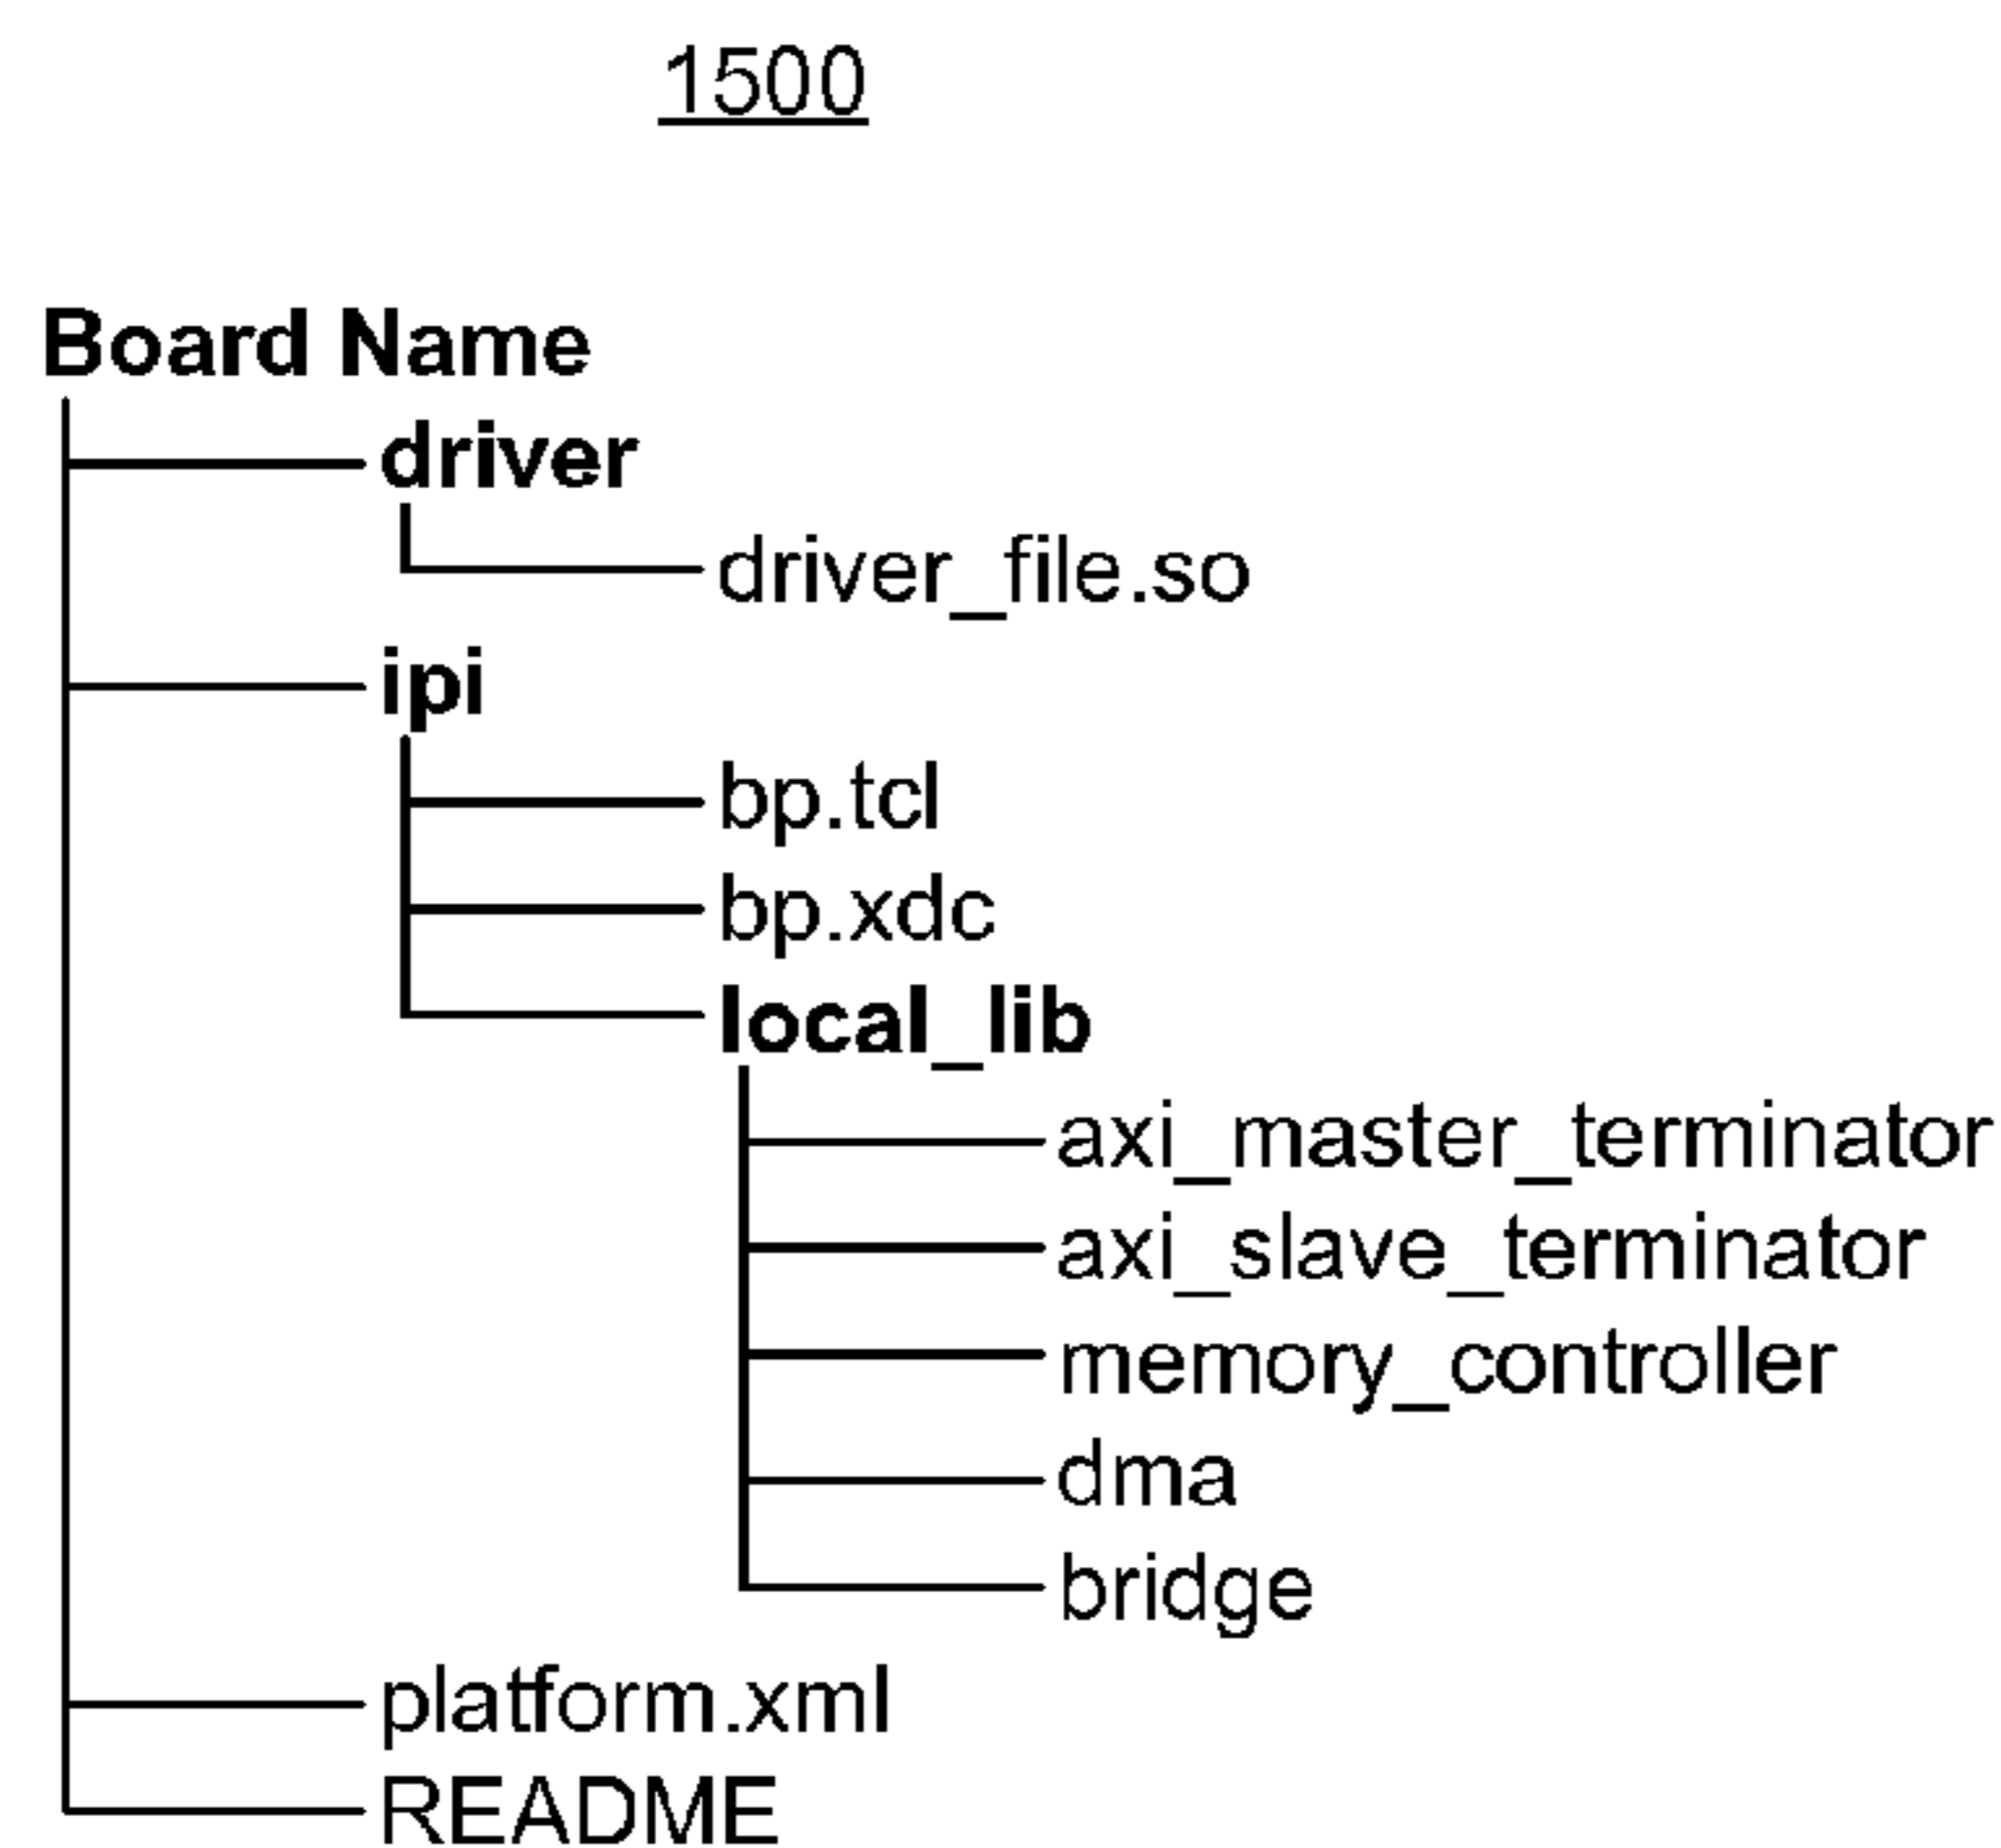 1500
Board Name
driver
driver_file.so
ipi
bp.tcl
bp.xdc
local_lib
axi_master_terminator
axi_slave_terminator
memory_controller
dma
bridge
platform.xml
README